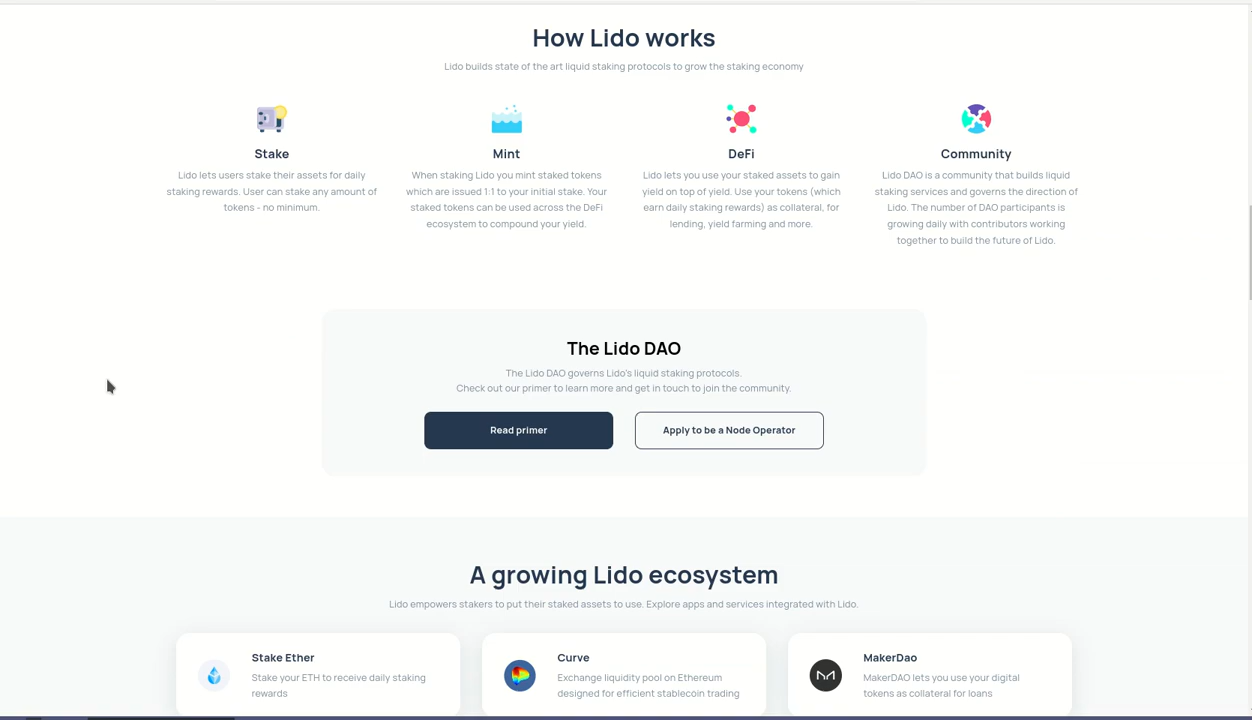 How Lido works
Lido builds state of the art liquid staking protocols to grow the staking economy
Stake
Lido lets users stake their assets for daily
staking rewards. User can stake any amount of
tokens - no minimum.
Mint
When staking Lido you mint staked tokens
which are issued 1:1 to your initial stake. Your
staked tokens can be used across the DeFi
ecosystem to compound your yield.
DeFi
Lido lets you use your staked assets to gain
yield on top of yield. Use your tokens (which
earn daily staking rewards) as collateral, for
lending, yield farming and more.
Community
Lido DAO is a community that builds liquid
staking services and governs the direction of
Lido. The number of DAO participants is
growing daily with contributors working
together to build the future of Lido.
The Lido DAO
The Lido DAO governs Lido's liquid staking protocols.
Check out our primer to learn more and get in touch to join the community.
Read primer
Apply to be a Node Operator
A growing Lido ecosystem
Lido empowers stakers to put their staked assets to use. Explore apps and services integrated with Lido.
Stake Ether
Stake your ETH to receive daily staking
rewards
Curve
Exchange liquidity pool on Ethereum
designed for efficient stablecoin trading
MakerDao
MakerDAO lets you use your digital
tokens as collateral for loans